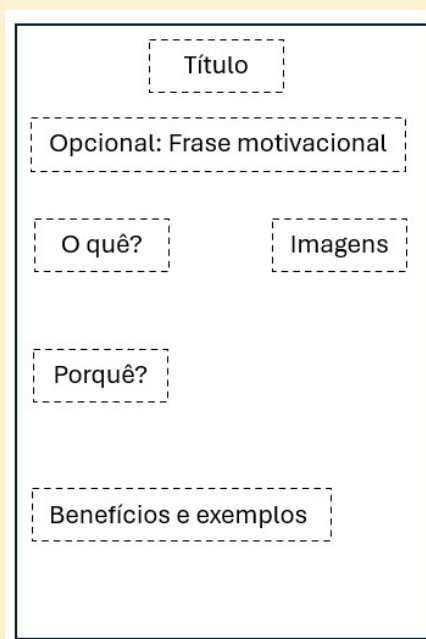 Título
Opcional: Frase motivacional
O quê?
Imagens
Porquê?
Benefícios e exemplos